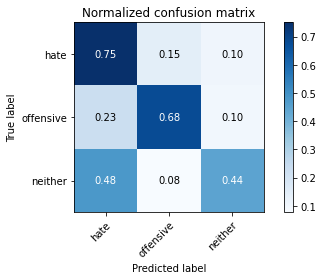 Normalized confusion matrix
hate 0.75 0.15 0.10
offensive 0.23 0.68 0.10
neither 0.48 0.08 0.44
hate offensive neither
True label
Predicted label
0.7
0.6
0.5
0.4
0.3
0.2
0.1